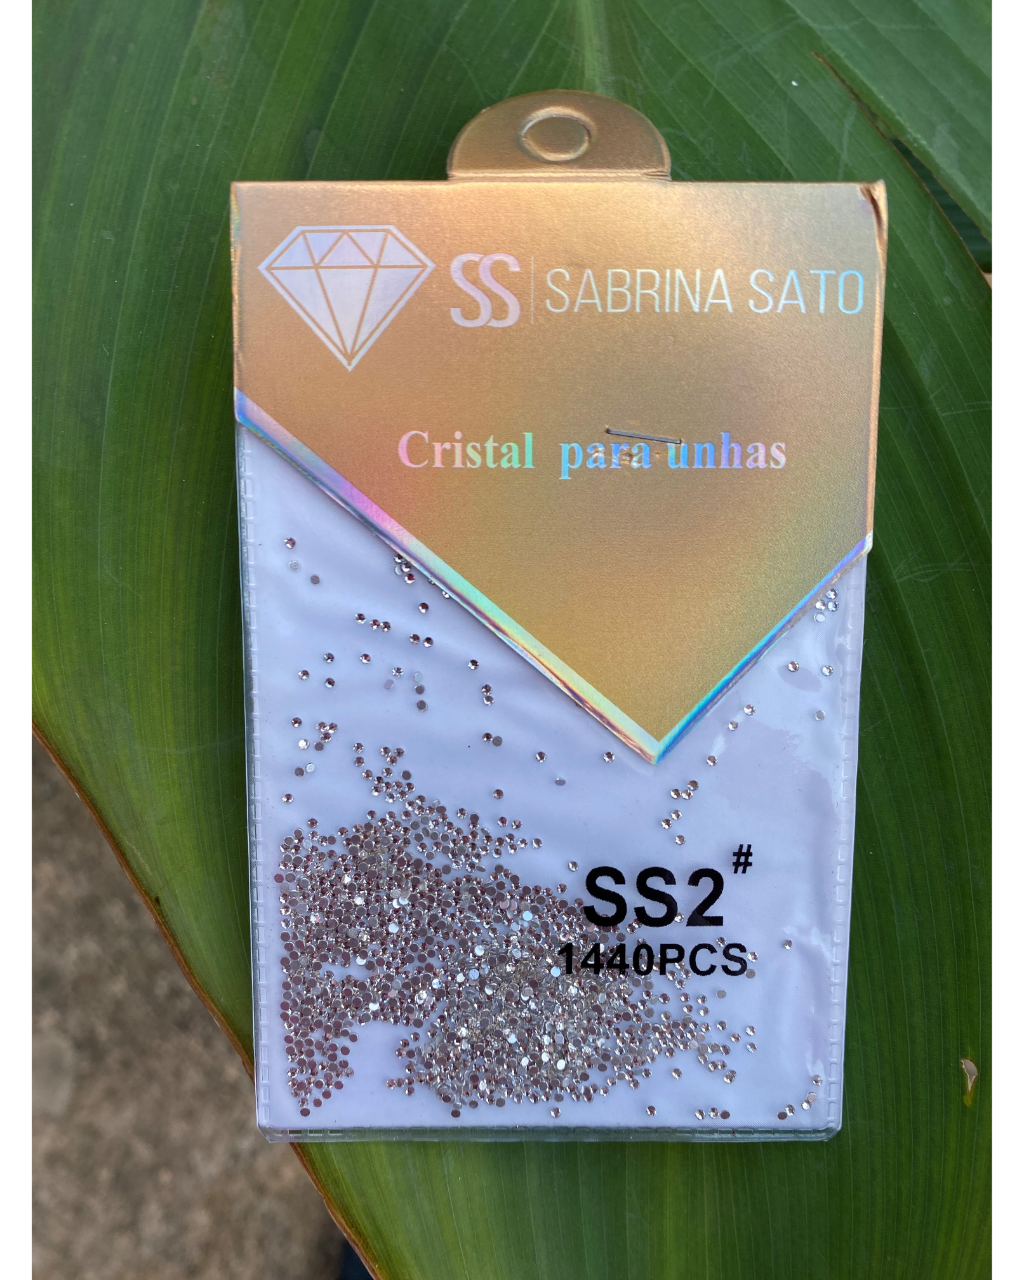 SS | SABRINA SATO
Cristal para unhas
SS2#
1440PCS